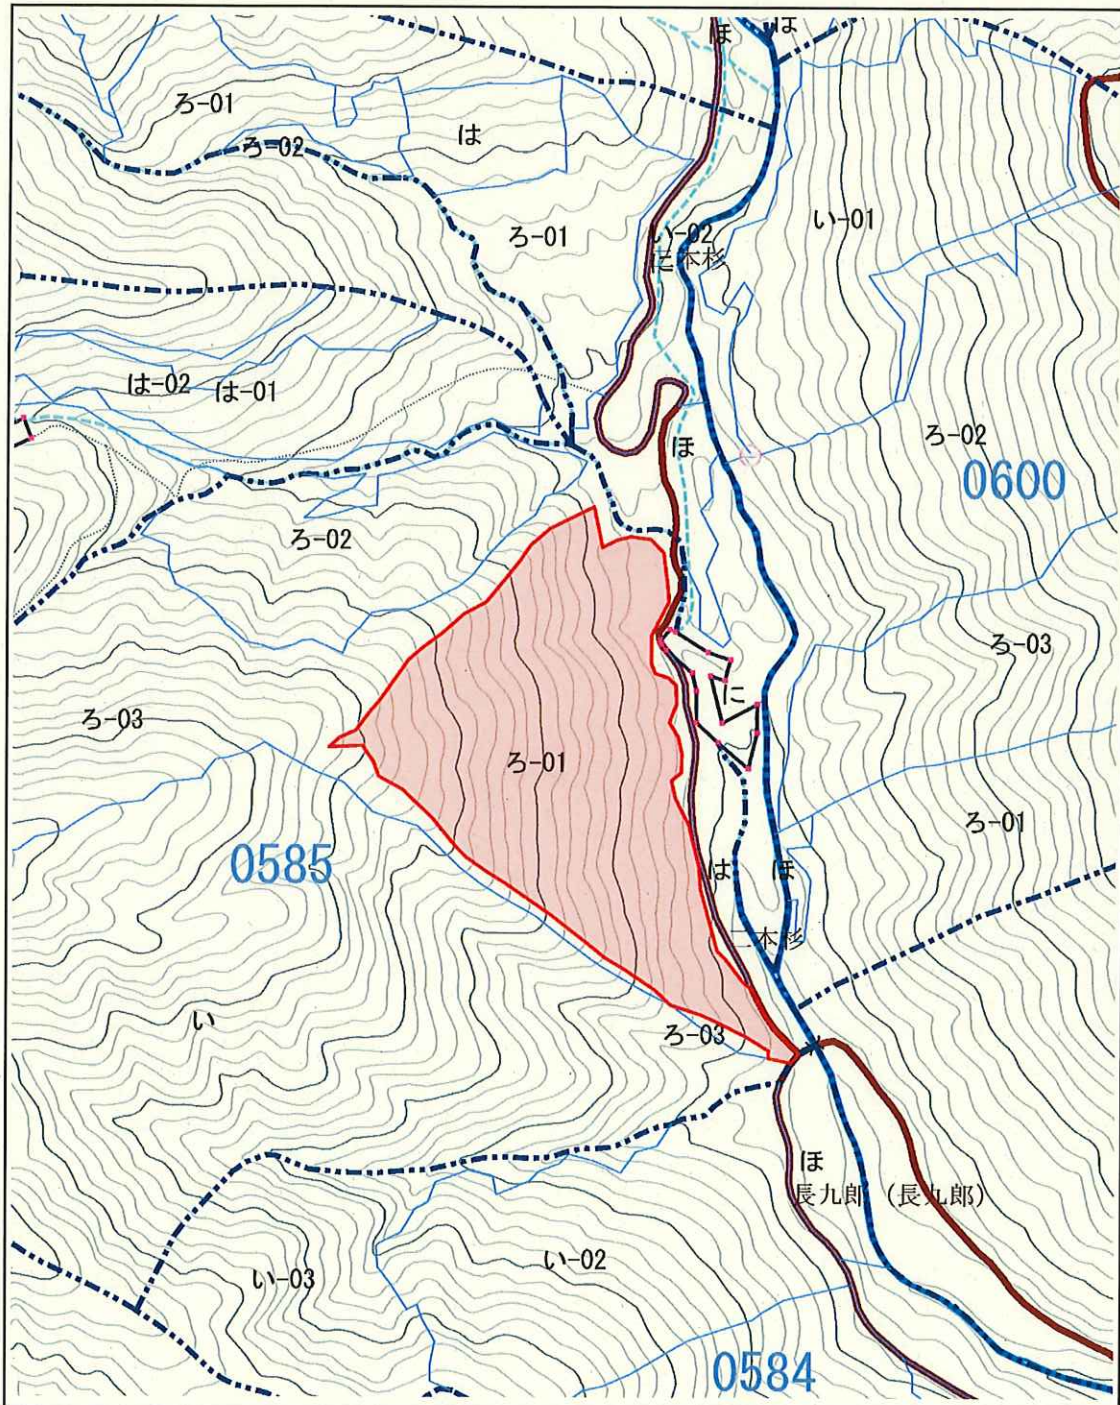 ほ
ほ
ろ-01
は
ろ-02
い-01
ろ-01
い-02
三本杉
は-02
は-01
ろ-02
ほ
0600
ろ-02
ろ-03
に
ろ-03
ろ-01
ろ-01
0585
は
ほ
二本杉
い
ろ-03
ほ
長九郎（長九郎）
い-02
い-03
0584